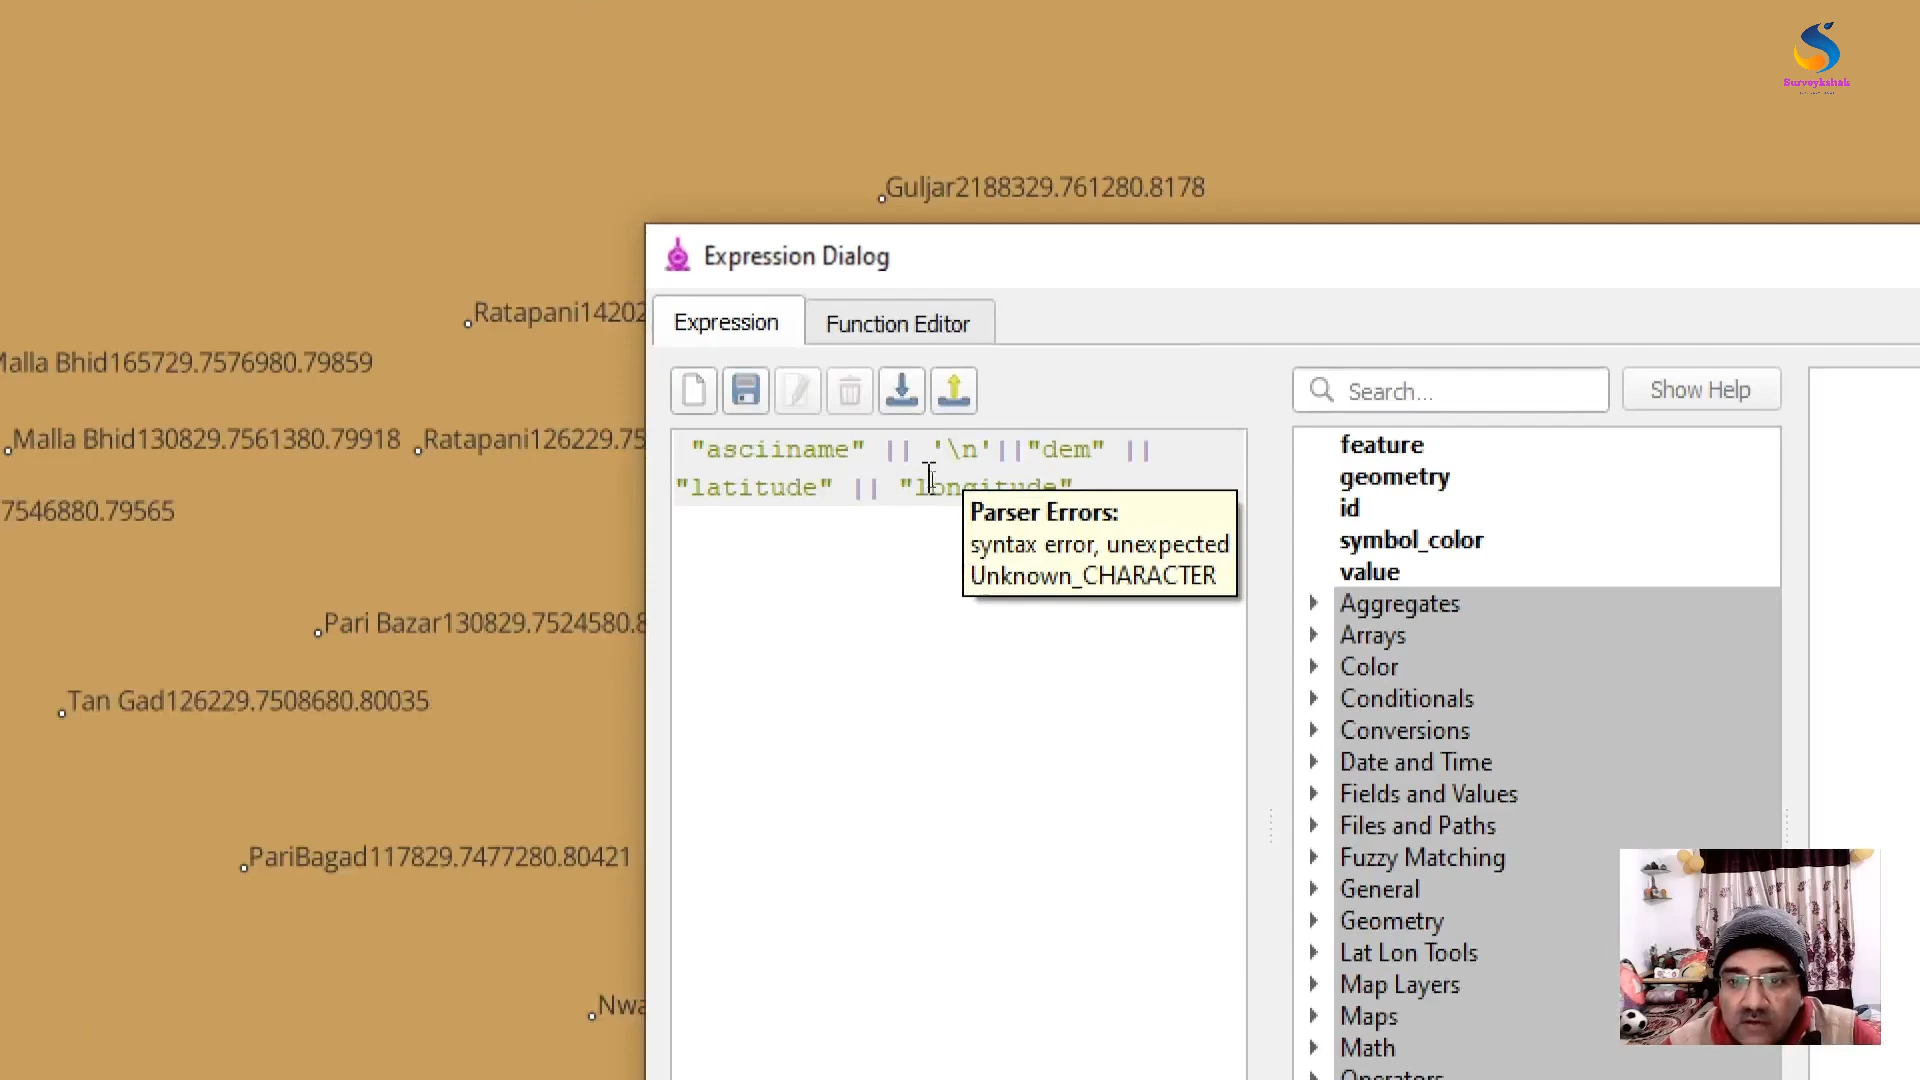 Surveykshak
Guljar2188329.761280.8178
Expression Dialog
Ratapani14202
Expression
Function Editor
Malla Bhid165729.7576980.79859
Search...
Show Help
Malla Bhid130829.7561380.79918
Ratapani126229.75
"asciiname" || '\n'||"dem" ||
"latitude" || "longitude"
7546880.79565
Parser Errors:
syntax error, unexpected
Unknown_CHARACTER
feature
geometry
id
symbol_color
value
Aggregates
Arrays
Color
Conditionals
Conversions
Date and Time
Fields and Values
Files and Paths
Fuzzy Matching
General
Geometry
Lat Lon Tools
Map Layers
Maps
Math
Operators
Pari Bazar130829.7524580.8
Tan Gad126229.7508680.80035
PariBagad117829.7477280.80421
Nwa